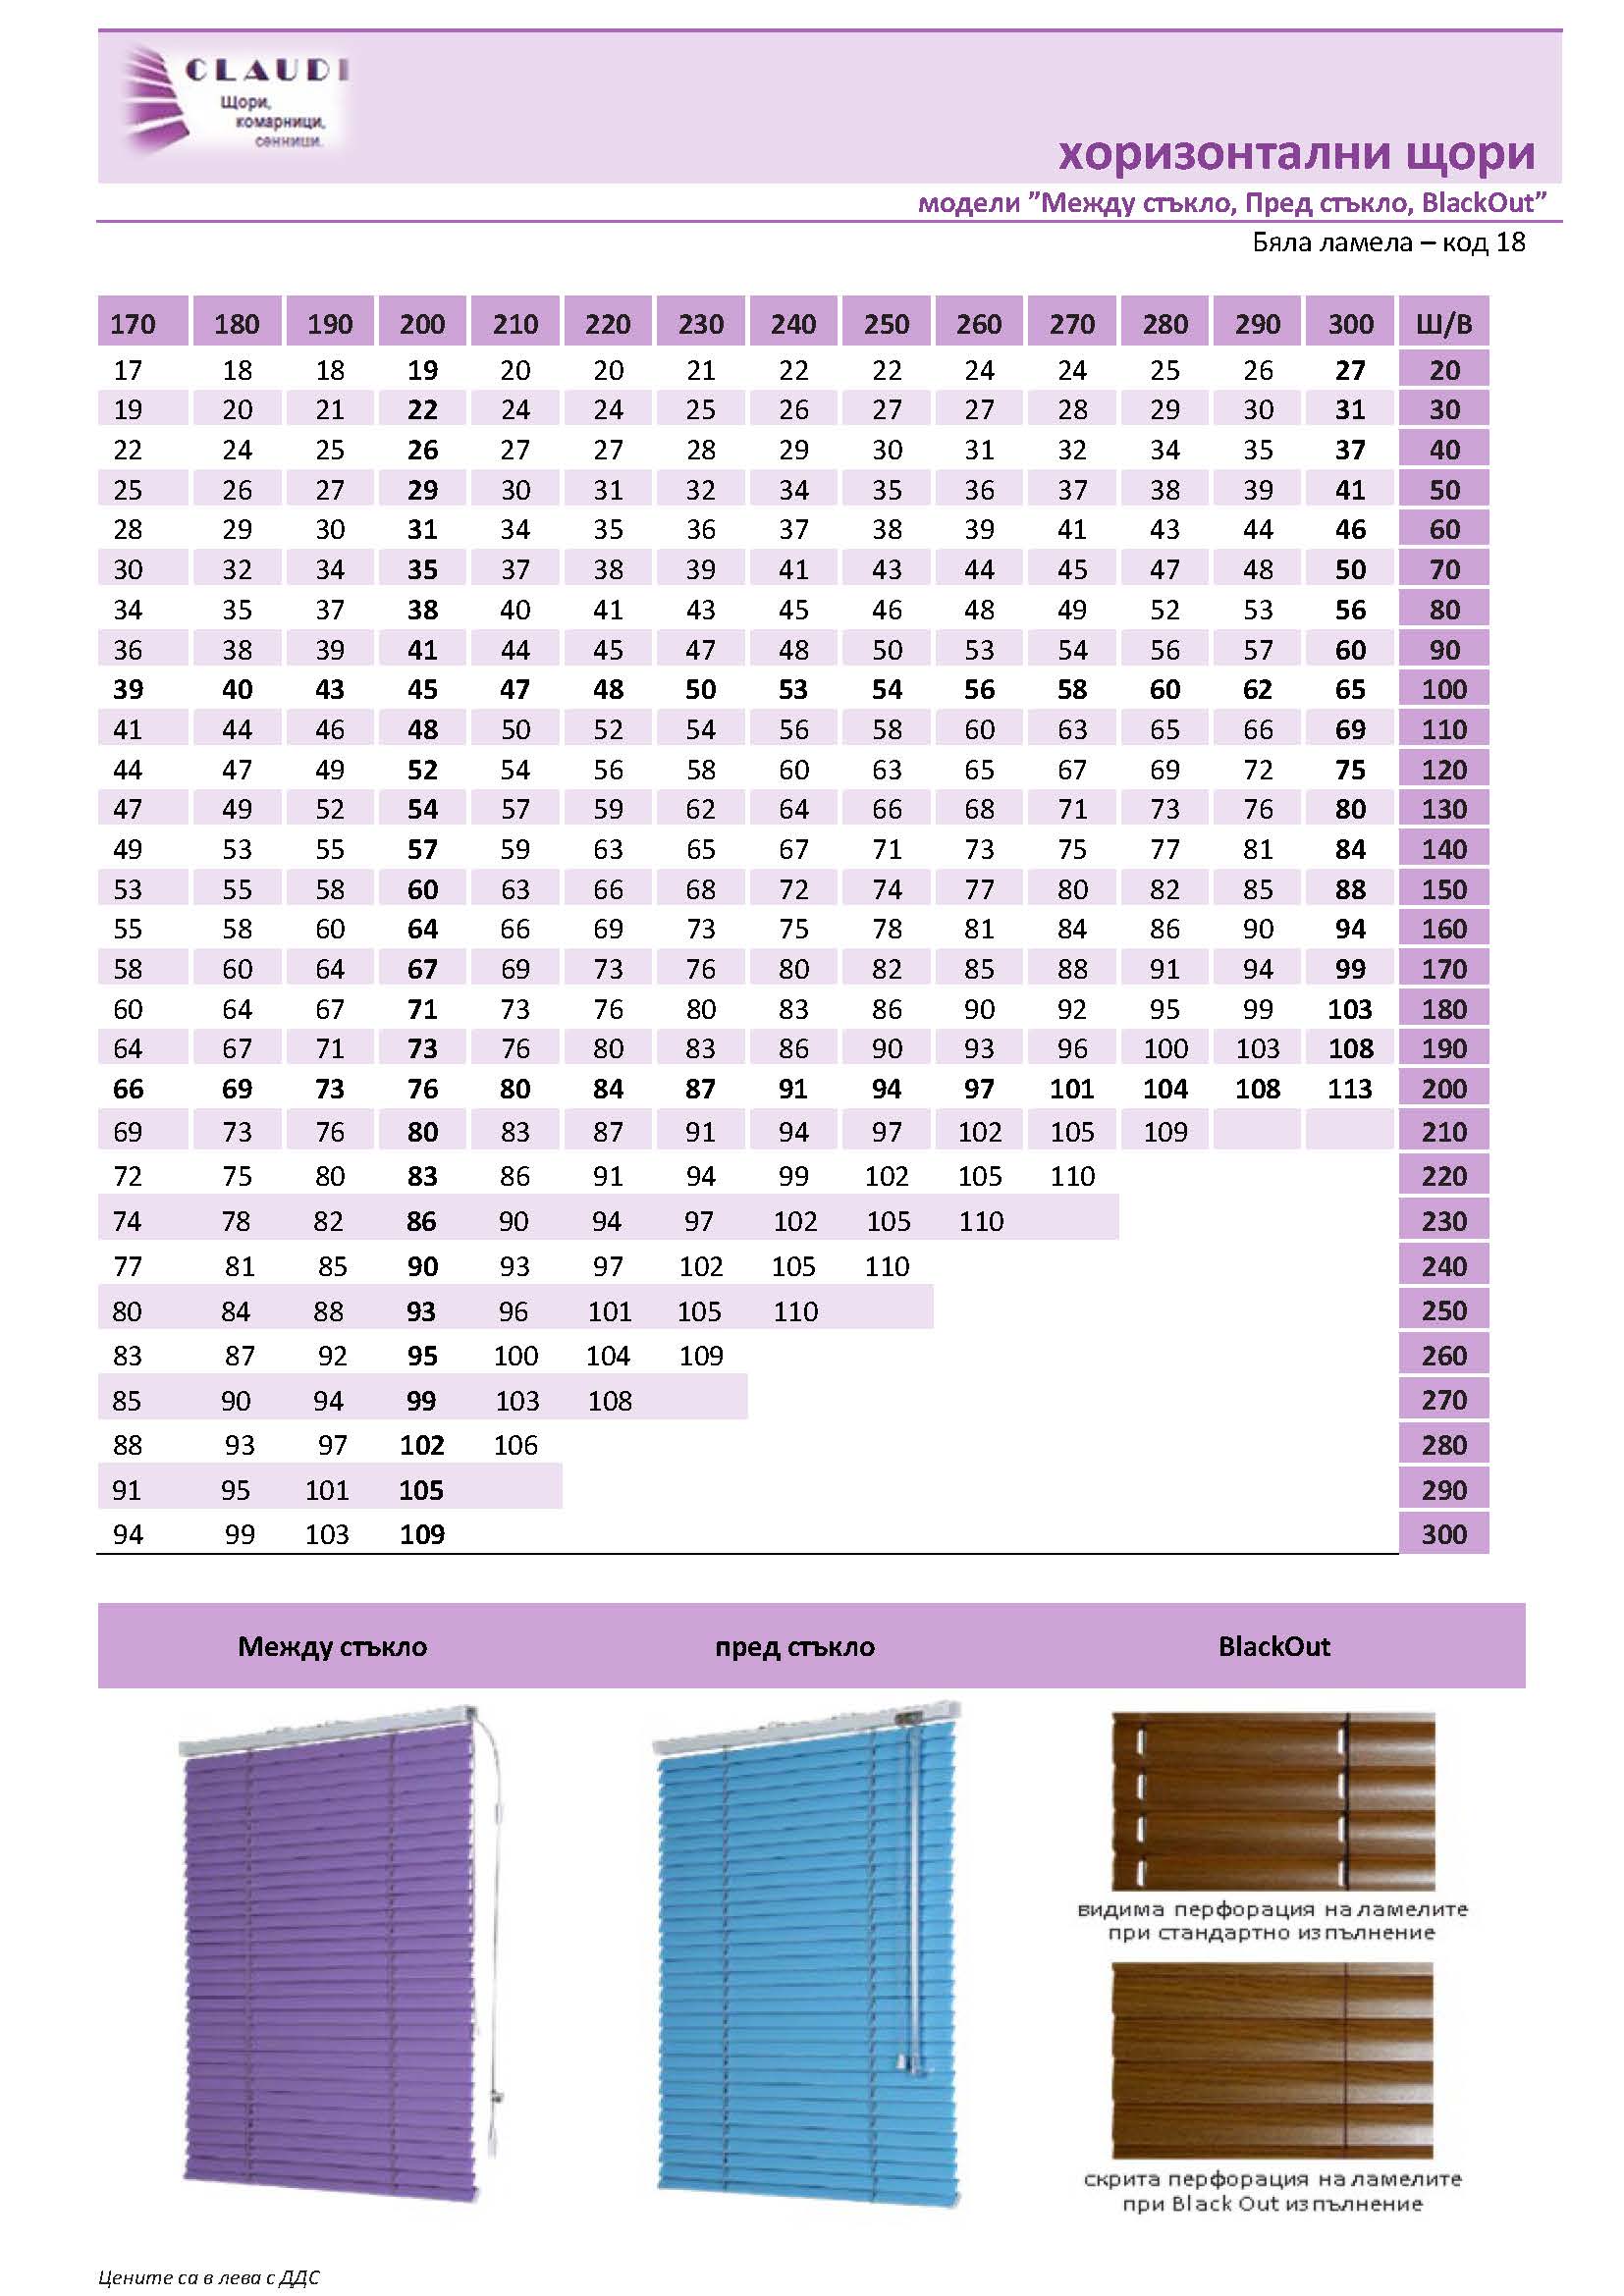 CLAUDI
Щори,
комарници,
сенници.
хоризонтални щори
модели ”Между стъкло, Пред стъкло, BlackOut”
Бяла ламела – код 18
170 180 190 200 210 220 230 240 250 260 270 280 290 300 Ш/В
17 18 18 19 20 20 21 22 22 24 24 25 26 27 20
19 20 21 22 24 24 25 26 27 27 28 29 30 31 30
22 24 25 26 27 27 28 29 30 31 32 34 35 37 40
25 26 27 29 30 31 32 34 35 36 37 38 39 41 50
28 29 30 31 34 35 36 37 38 39 41 43 44 46 60
30 32 34 35 37 38 39 41 43 44 45 47 48 50 70
34 35 37 38 40 41 43 45 46 48 49 52 53 56 80
36 38 39 41 44 45 47 48 50 53 54 56 57 60 90
39 40 43 45 47 48 50 53 54 56 58 60 62 65 100
41 44 46 48 50 52 54 56 58 60 63 65 66 69 110
44 47 49 52 54 56 58 60 63 65 67 69 72 75 120
47 49 52 54 57 59 62 64 66 68 71 73 76 80 130
49 53 55 57 59 63 65 67 71 73 75 77 81 84 140
53 55 58 60 63 66 68 72 74 77 80 82 85 88 150
55 58 60 64 66 69 73 75 78 81 84 86 90 94 160
58 60 64 67 69 73 76 80 82 85 88 91 94 99 170
60 64 67 71 73 76 80 83 86 90 92 95 99 103 180
64 67 71 73 76 80 83 86 90 93 96 100 103 108 190
66 69 73 76 80 84 87 91 94 97 101 104 108 113 200
69 73 76 80 83 87 91 94 97 102 105 109 210
72 75 80 83 86 91 94 99 102 105 110 220
74 78 82 86 90 94 97 102 105 110 230
77 81 85 90 93 97 102 105 110 240
80 84 88 93 96 101 105 110 250
83 87 92 95 100 104 109 260
85 90 94 99 103 108 270
88 93 97 102 106 280
91 95 101 105 290
94 99 103 109 300
Между стъкло пред стъкло BlackOut
видима перфорация на ламелите
при стандартно изпълнение
скрита перфорация на ламелите
при Black Out изпълнение
Цените са в лева с ДДС